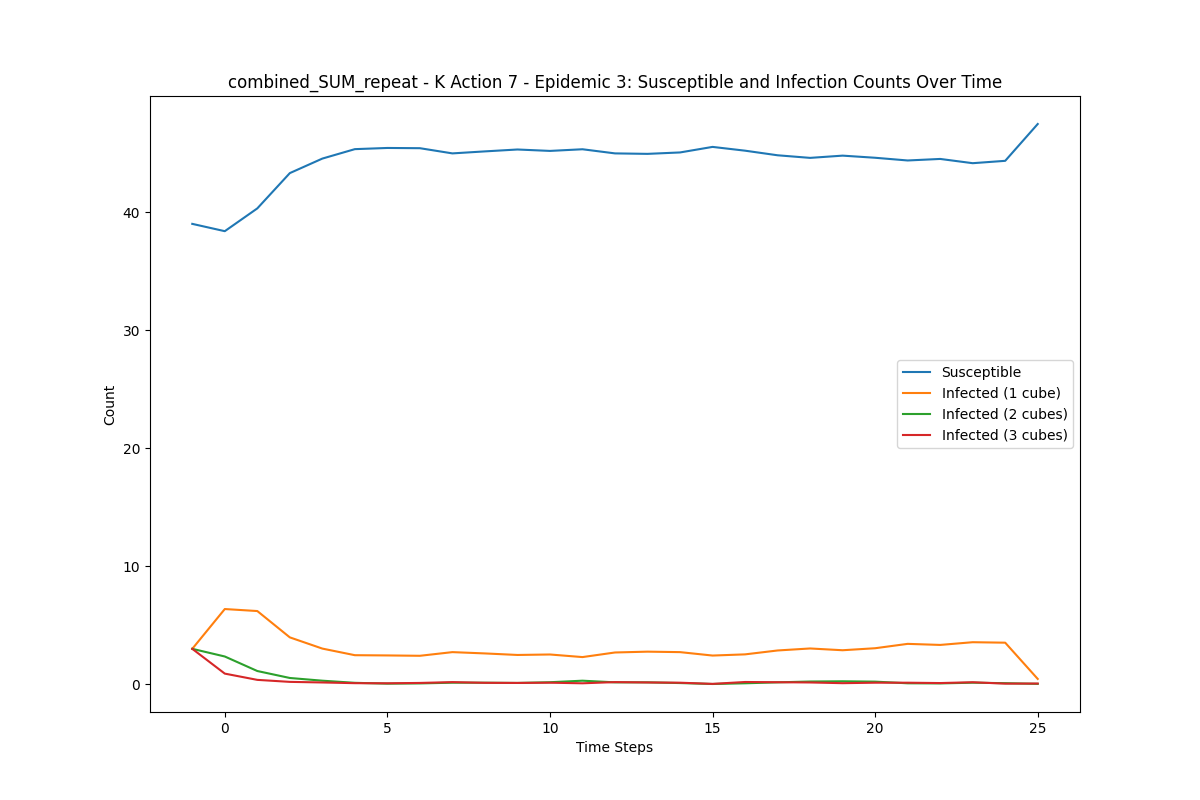 combined_SUM_repeat - K Action 7 - Epidemic 3: Susceptible and Infection Counts Over Time
Count
40
30
20
10
0
Susceptible
Infected (1 cube)
Infected (2 cubes)
Infected (3 cubes)
0 5 10 15 20 25
Time Steps